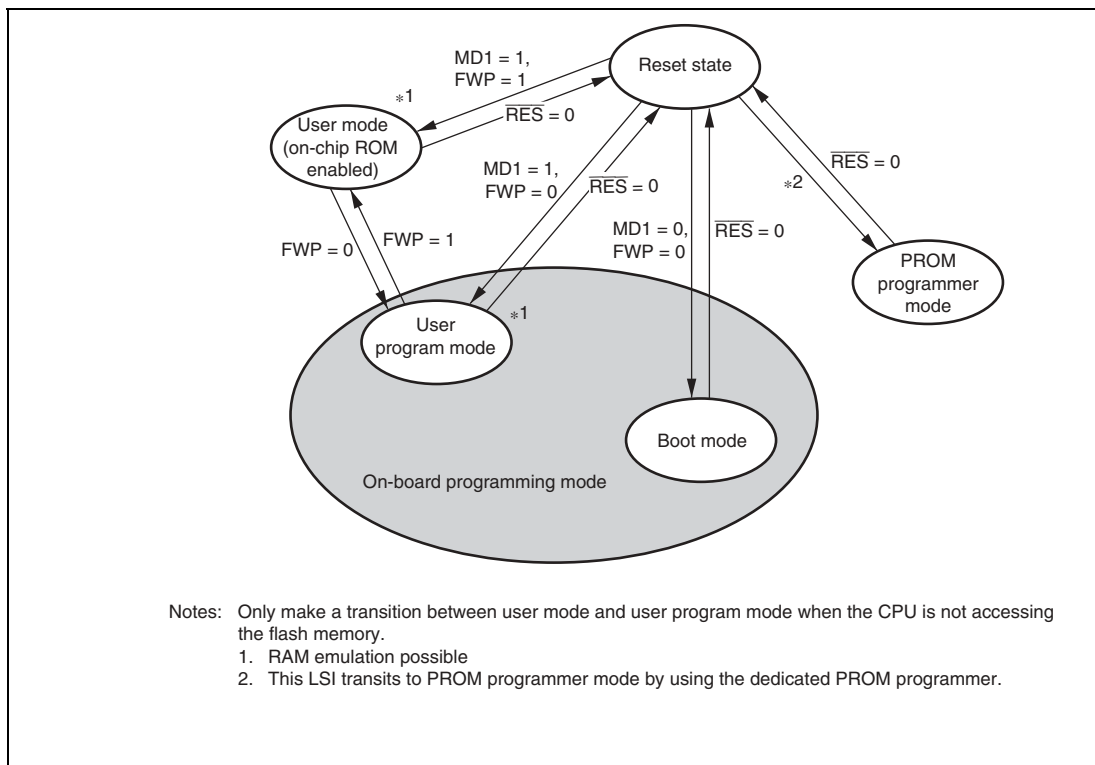 Reset state
MD1 = 1,
FWP = 1
*1
RES = 0
User mode
(on-chip ROM
enabled)
MD1 = 1,
FWP = 0
RES = 0
RES = 0
*2
MD1 = 0,
FWP = 0
RES = 0
FWP = 0
FWP = 1
PROM
programmer
mode
*1
User
program mode
Boot mode
On-board programming mode
Notes: Only make a transition between user mode and user program mode when the CPU is not accessing
the flash memory.
1. RAM emulation possible
2. This LSI transits to PROM programmer mode by using the dedicated PROM programmer.